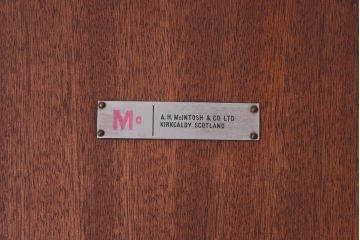 Mc
A.H. McINTOSH & CO LTD
KIRKCALDY SCOTLAND